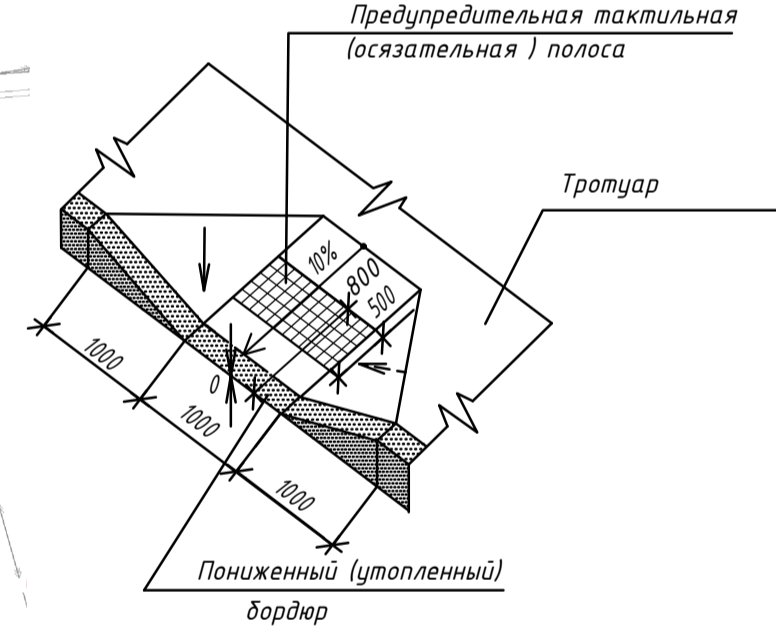 Предупредительная тактильная
(осязательная ) полоса
Тротуар
10%
800
500
0
1000
1000
1000
Пониженный (утопленный)
бордюр